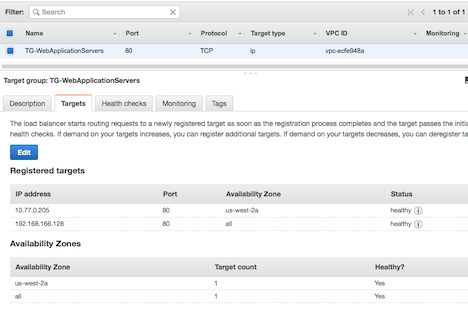 Filter: Search 1 to 1 of 1
Name Port Protocol Target type VPC ID Monitoring
TG-WebApplicationServers 80 TCP ip vpc-ecfe948a
Target group: TG-WebApplicationServers
Description Targets Health checks Monitoring Tags
The load balancer starts routing requests to a newly registered target as soon as the registration process completes and the target passes the initia
health checks. If demand on your targets increases, you can register additional targets. If demand on your targets decreases, you can deregister ta
Edit
Registered targets
IP address Port Availability Zone Status
10.77.0.205 80 us-west-2a healthy
192.168.166.128 80 all healthy
Availability Zones
Availability Zone Target count Healthy?
us-west-2a 1 Yes
all 1 Yes